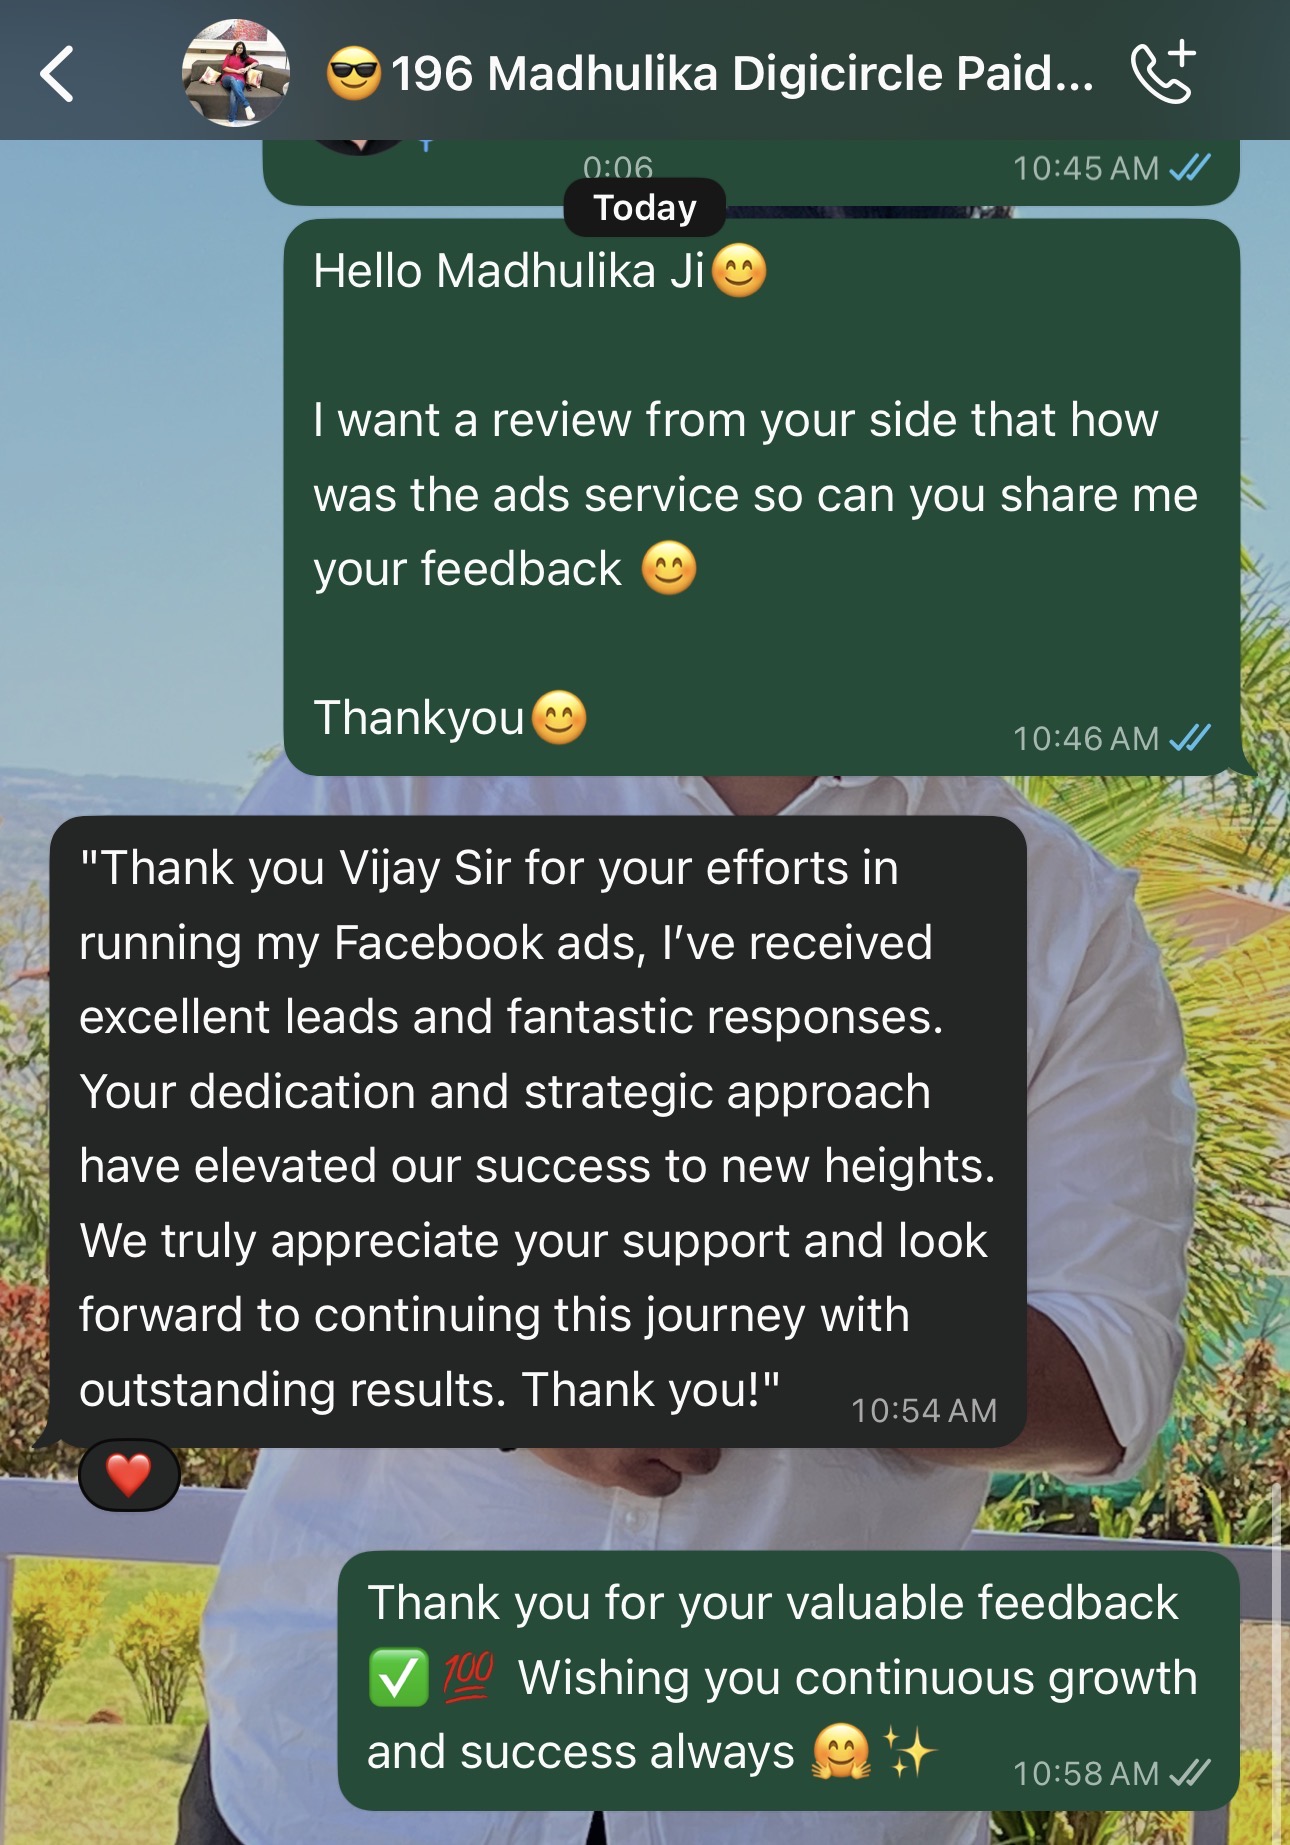 😎196 Madhulika Digicircle Paid...
0:06
10:45 AM
Today
Hello Madhulika Ji😊
I want a review from your side that how
was the ads service so can you share me
your feedback 😊
Thankyou😊
10:46 AM
"Thank you Vijay Sir for your efforts in
running my Facebook ads, I’ve received
excellent leads and fantastic responses.
Your dedication and strategic approach
have elevated our success to new heights.
We truly appreciate your support and look
forward to continuing this journey with
outstanding results. Thank you!"
10:54 AM
❤️
Thank you for your valuable feedback
✅ 💯 Wishing you continuous growth
and success always 🤗 ✨
10:58 AM